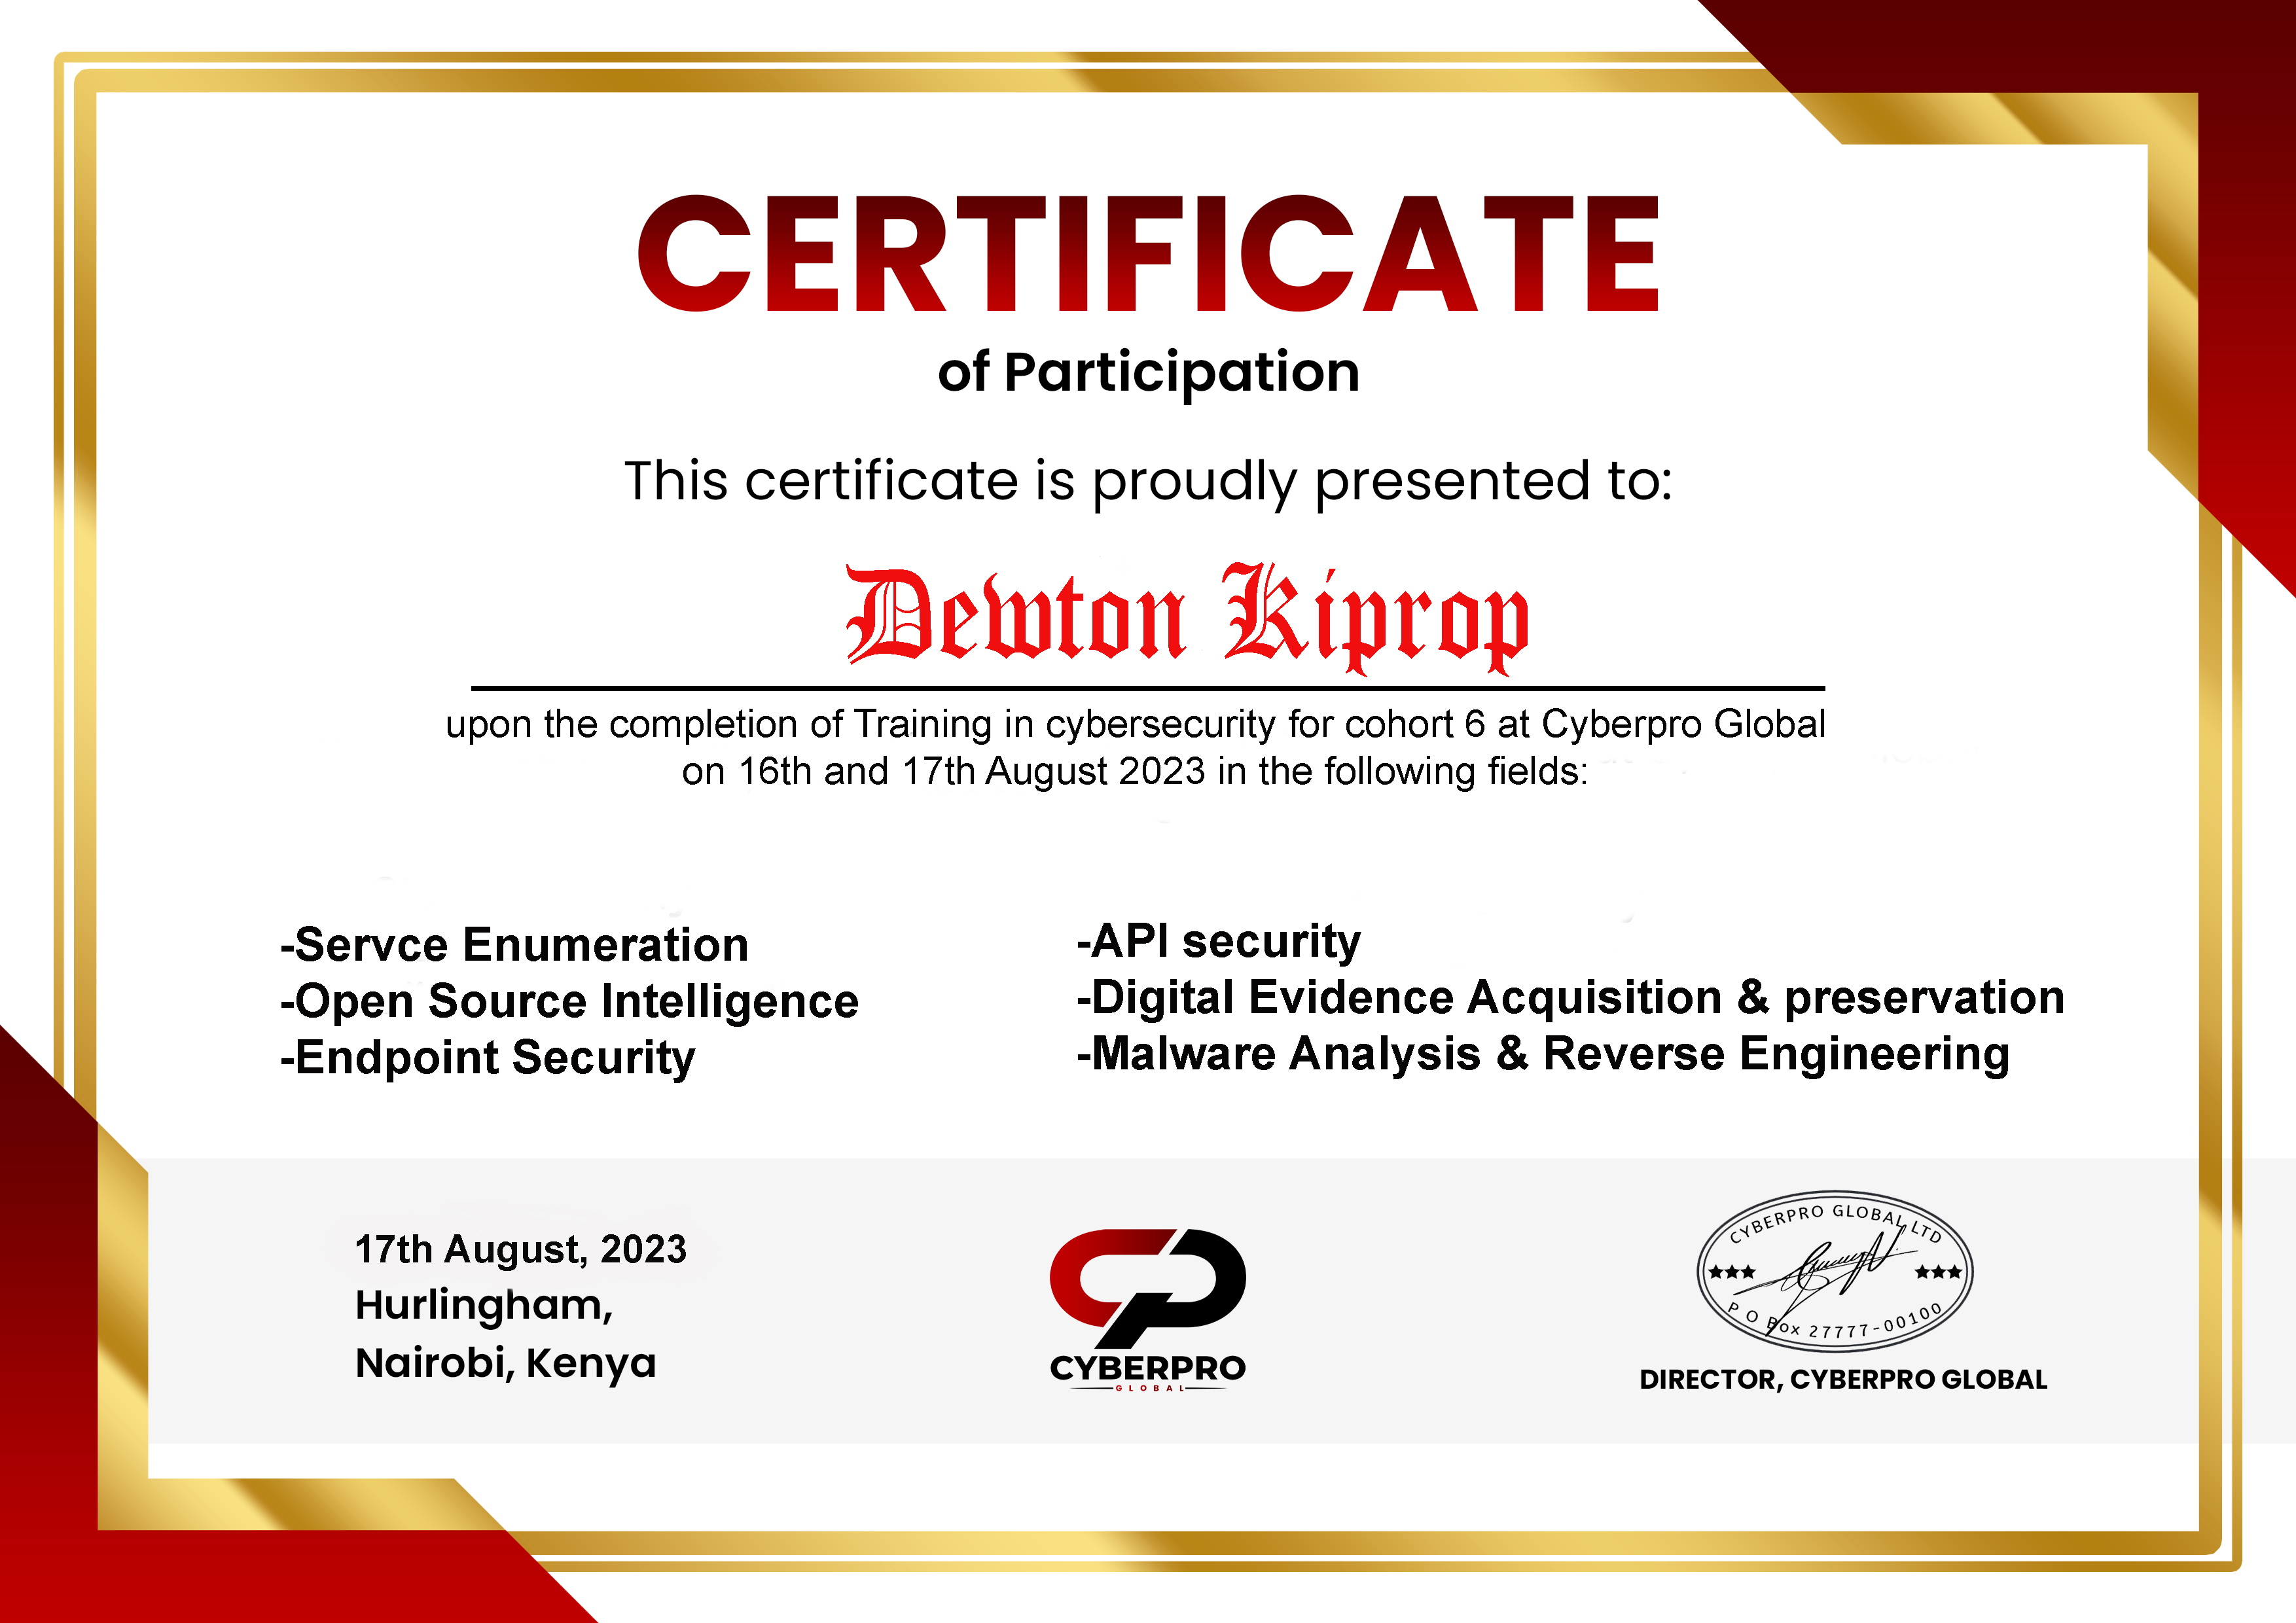 CERTIFICATE
of Participation
This certificate is proudly presented to:
Dewton Kiprop
upon the completion of Training in cybersecurity for cohort 6 at Cyberpro Global
on 16th and 17th August 2023 in the following fields:
-Servce Enumeration
-Open Source Intelligence
-Endpoint Security
-API security
-Digital Evidence Acquisition & preservation
-Malware Analysis & Reverse Engineering
17th August, 2023
Hurlingham,
Nairobi, Kenya
CYBERPRO
GLOBAL
CYBERPRO GLOBAL LTD
P O Box 27777-00100
DIRECTOR, CYBERPRO GLOBAL